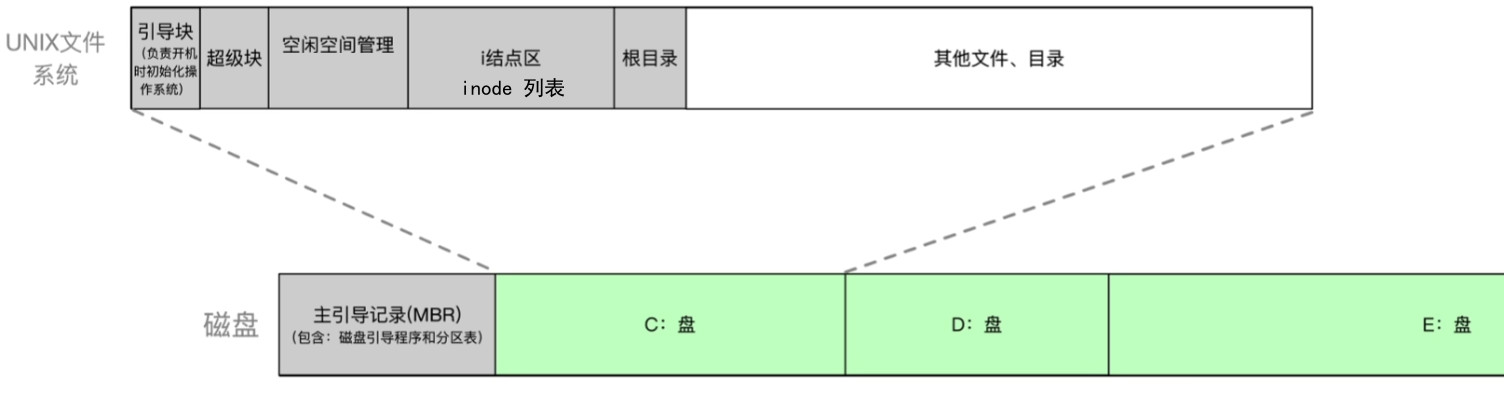 UNIX文件
系统
引导块
(负责开机
时初始化操
作系统)
超级块
空闲空间管理
i结点区
inode 列表
根目录
其他文件、目录
磁盘
主引导记录(MBR)
(包含：磁盘引导程序和分区表)
C：盘
D：盘
E：盘